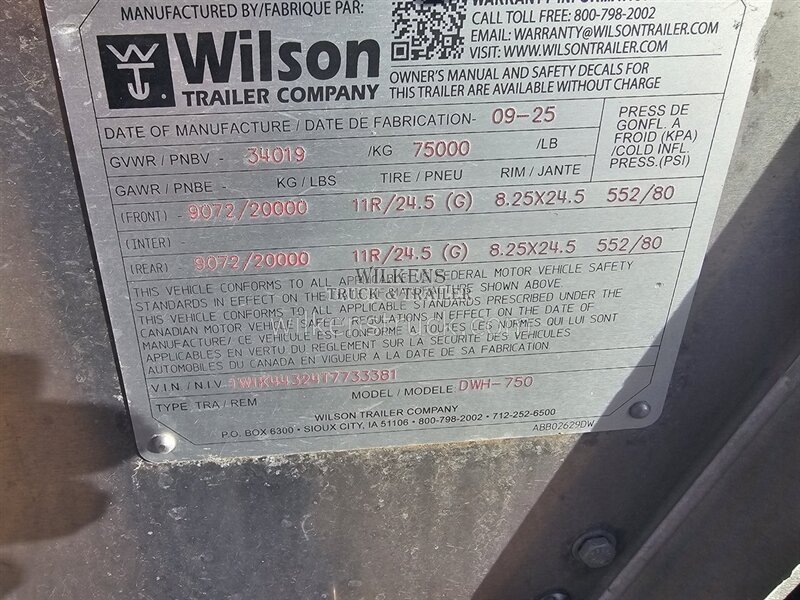 MANUFACTURED BY/FABRIQUE PAR:
Wilson
TRAILER COMPANY
WARRANTY INFORMATION
CALL TOLL FREE: 800-798-2002
EMAIL: WARRANTY@WILSONTRAILER.COM
VISIT: WWW.WILSONTRAILER.COM
OWNER'S MANUAL AND SAFETY DECALS FOR
THIS TRAILER ARE AVAILABLE WITHOUT CHARGE
DATE OF MANUFACTURE / DATE DE FABRICATION- 09-25
GVWR / PNBV - 34019 /KG 75000 /LB
PRESS DE
GONFL. A
FROID (KPA)
/COLD INFL.
PRESS.(PSI)
GAWR / PNBE - KG / LBS TIRE / PNEU RIM / JANTE
(FRONT) - 9072/20000 11R/24.5 (G) 8.25X24.5 552/80
(INTER) -
(REAR) - 9072/20000 11R/24.5 (G) 8.25X24.5 552/80
THIS VEHICLE CONFORMS TO ALL FEDERAL MOTOR VEHICLE SAFETY
STANDARDS IN EFFECT ON THE DATE OF MANUFACTURE SHOWN ABOVE.
THIS VEHICLE CONFORMS TO ALL APPLICABLE STANDARDS PRESCRIBED UNDER THE
CANADIAN MOTOR VEHICLE SAFETY REGULATIONS IN EFFECT ON THE DATE OF
MANUFACTURE/ CE VEHICLE EST CONFORME A TOUTES LES NORMES QUI LUI SONT
APPLICABLES EN VERTU DU REGLEMENT SUR LA SECURITE DES VEHICULES
AUTOMOBILES DU CANADA EN VIGUEUR A LA DATE DE SA FABRICATION
WILKENS
TRUCK & TRAILER
V.I.N. / N.I.V. 1W1K44324T7733381
TYPE: TRA / REM MODEL / MODELE: DWH-750
WILSON TRAILER COMPANY
P.O. BOX 6300 • SIOUX CITY, IA 51106 • 800-798-2002 • 712-252-6500
ABB02629DW